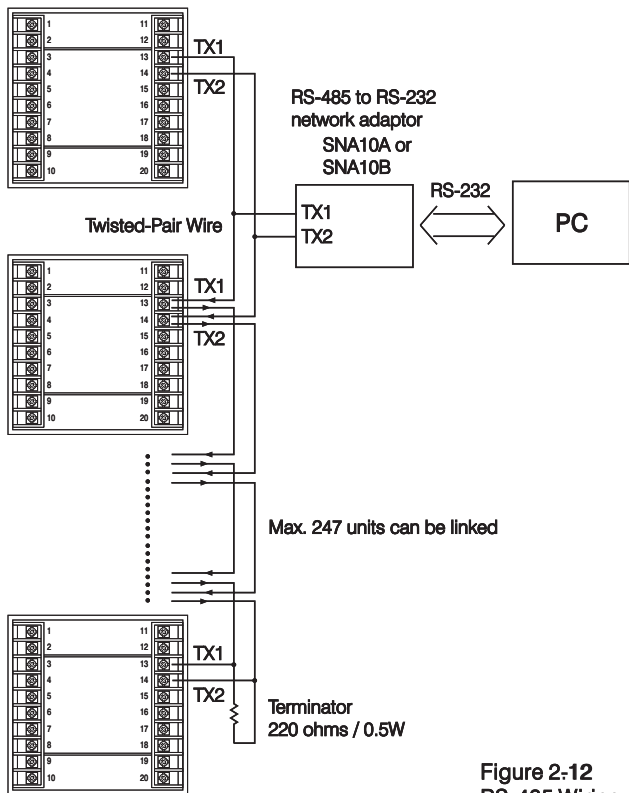 1 11
2 12
3 13 TX1
4 14 TX2
5 15
6 16
7 17
8 18
9 19
10 20
RS-485 to RS-232
network adaptor
SNA10A or
SNA10B
TX1
TX2
RS-232
PC
Twisted-Pair Wire
1 11
2 12
3 13 TX1
4 14 TX2
5 15
6 16
7 17
8 18
9 19
10 20
Max. 247 units can be linked
1 11
2 12
3 13 TX1
4 14 TX2
5 15
6 16
7 17
8 18
9 19
10 20
Terminator
220 ohms / 0.5W
Figure 2-12
RS-485 Wiring